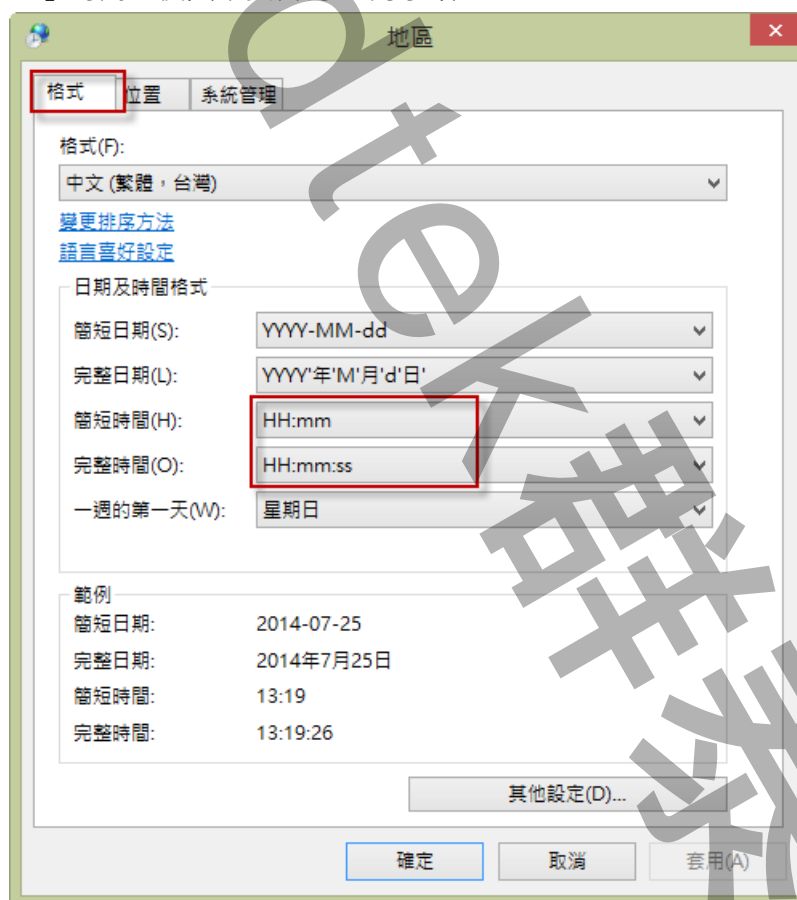 地區
格式 位置 系統管理
格式(F):
中文 (繁體，台灣)
變更排序方法
語言喜好設定
日期及時間格式
簡短日期(S): YYYY-MM-dd
完整日期(L): YYYY'年'M'月'd'日'
簡短時間(H): HH:mm
完整時間(O): HH:mm:ss
一週的第一天(W): 星期日
範例
簡短日期: 2014-07-25
完整日期: 2014年7月25日
簡短時間: 13:19
完整時間: 13:19:26
其他設定(D)...
確定 取消 套用(A)
dtek群泰